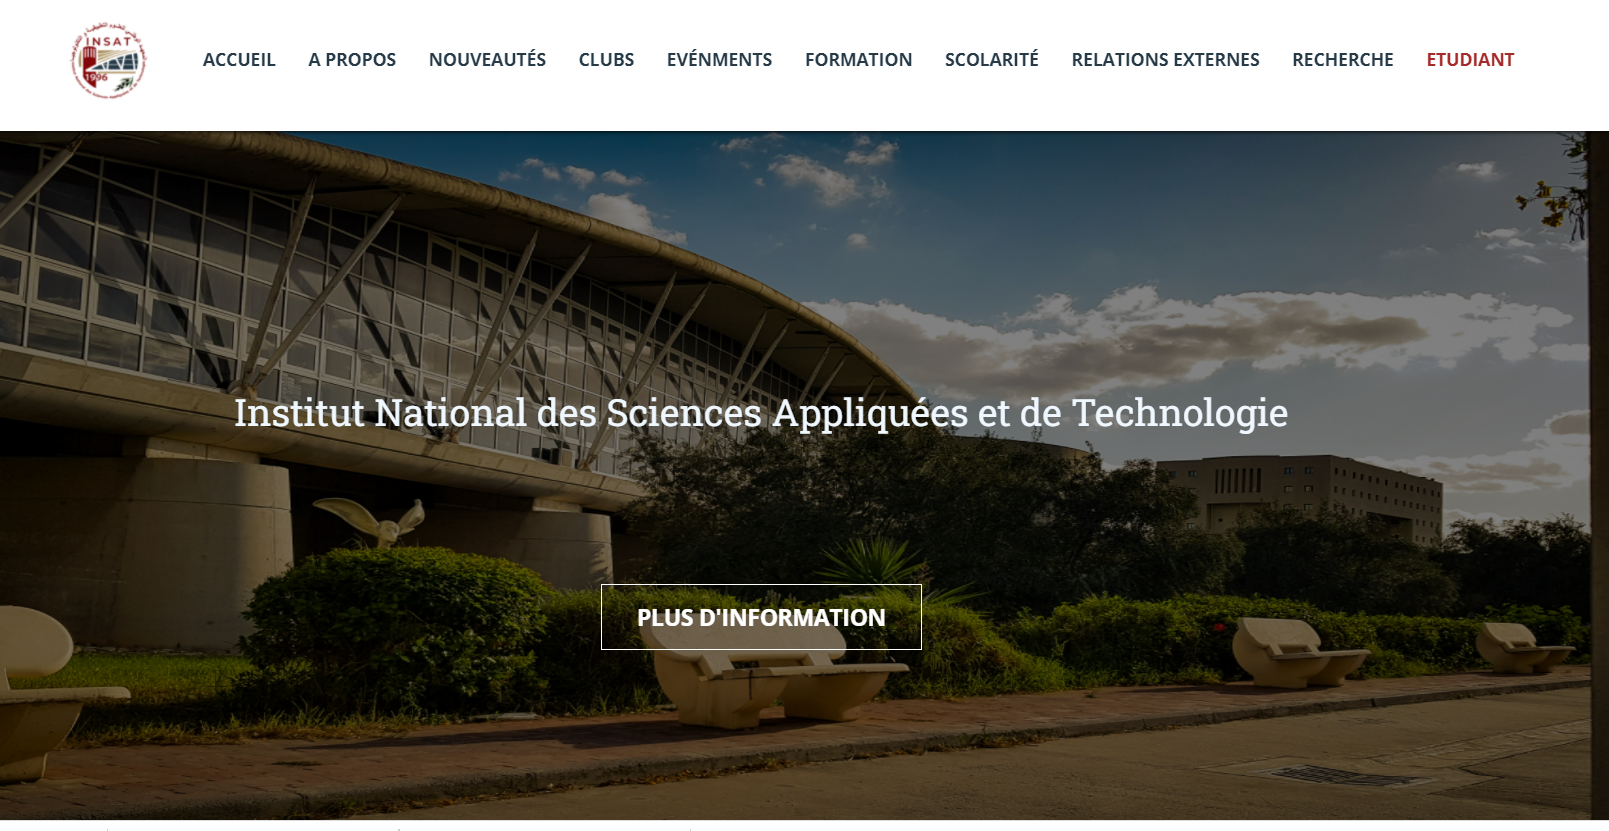 INSAT
1996
ACCUEIL
A PROPOS
NOUVEAUTÉS
CLUBS
EVÉNMENTS
FORMATION
SCOLARITÉ
RELATIONS EXTERNES
RECHERCHE
ETUDIANT
Institut National des Sciences Appliquées et de Technologie
PLUS D'INFORMATION